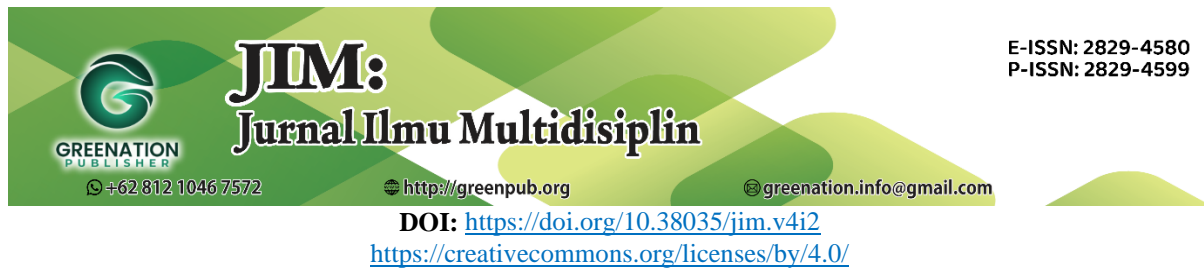 E-ISSN: 2829-4580
P-ISSN: 2829-4599
JIM:
Jurnal Ilmu Multidisiplin
GREENATION
PUBLISHER
+62 812 1046 7572 http://greenpub.org greenation.info@gmail.com
DOI: https://doi.org/10.38035/jim.v4i2
https://creativecommons.org/licenses/by/4.0/